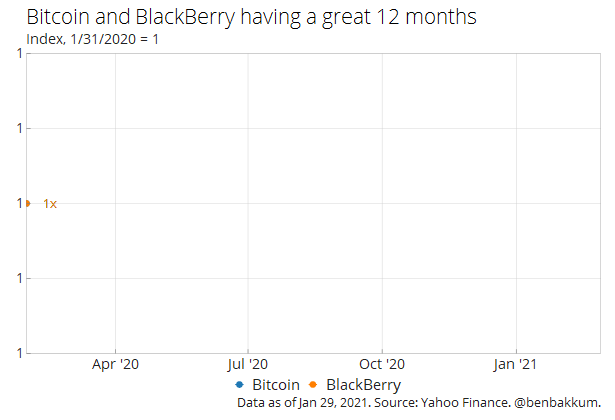 Bitcoin and BlackBerry having a great 12 months
Index, 1/31/2020 = 1
1
1
1 1x
1
1
Apr '20 Jul '20 Oct '20 Jan '21
Bitcoin BlackBerry
Data as of Jan 29, 2021. Source: Yahoo Finance. @benbakkum.